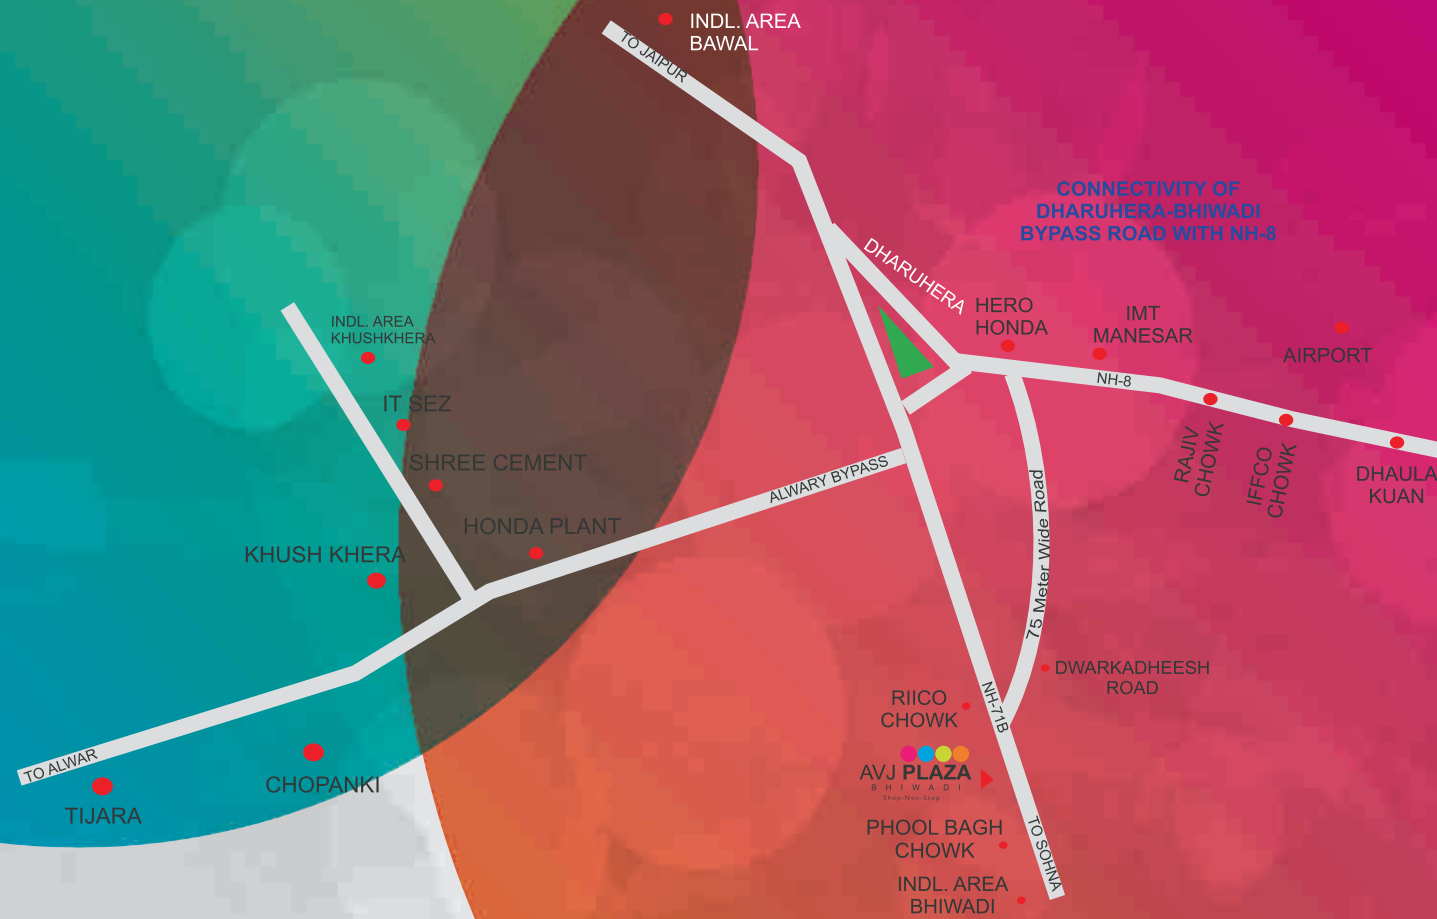 INDL. AREA
BAWAL
TO JAIPUR
CONNECTIVITY OF
DHARUHERA-BHIWADI
BYPASS ROAD WITH NH-8
DHARUHERA
HERO
HONDA
IMT
MANESAR
AIRPORT
NH-8
INDL. AREA
KHUSHKHERA
IT SEZ
SHREE CEMENT
ALWARY BYPASS
RAJIV
CHOWK
IFFCO
CHOWK
DHAULA
KUAN
HONDA PLANT
KHUSH KHERA
75 Meter Wide Road
DWARKADHEESH
ROAD
RIICO
CHOWK
NH-71B
TO ALWAR
TIJARA
CHOPANKI
AVJ PLAZA
BHIWADI
Shop-Non-Stop
PHOOL BAGH
CHOWK
TO SOHNA
INDL. AREA
BHIWADI